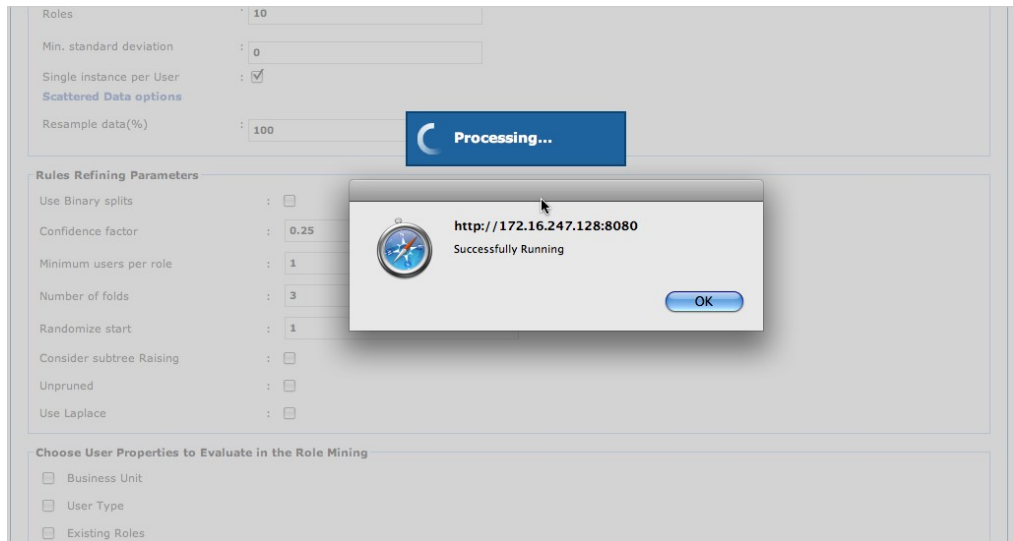 Roles : 10
Min. standard deviation : 0
Single instance per User :
Scattered Data options
Resample data(%) : 100
Processing...
Rules Refining Parameters
Use Binary splits :
http://172.16.247.128:8080
Confidence factor : 0.25
Successfully Running
Minimum users per role : 1
Number of folds : 3
OK
Randomize start : 1
Consider subtree Raising :
Unpruned :
Use Laplace :
Choose User Properties to Evaluate in the Role Mining
Business Unit
User Type
Existing Roles